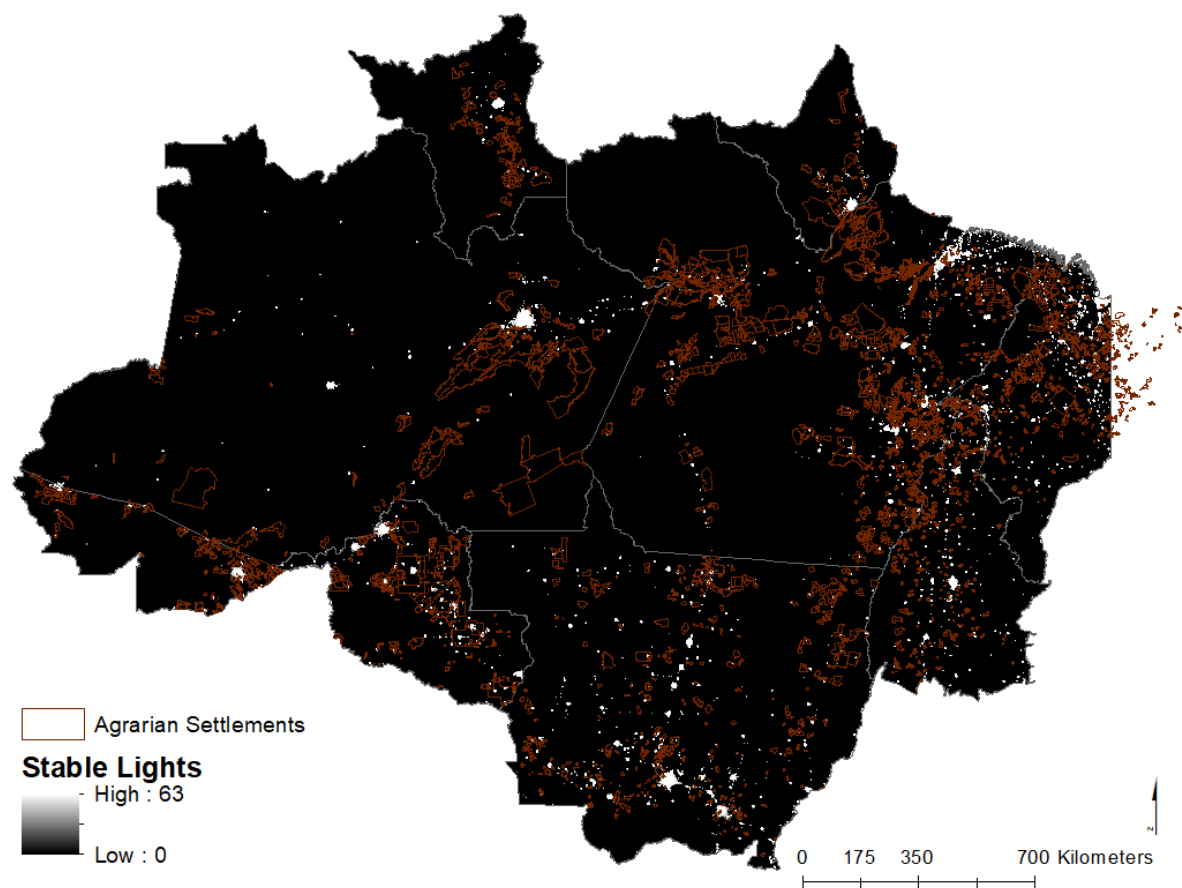 Agrarian Settlements
Stable Lights
High : 63
Low : 0
N
0 175 350 700 Kilometers